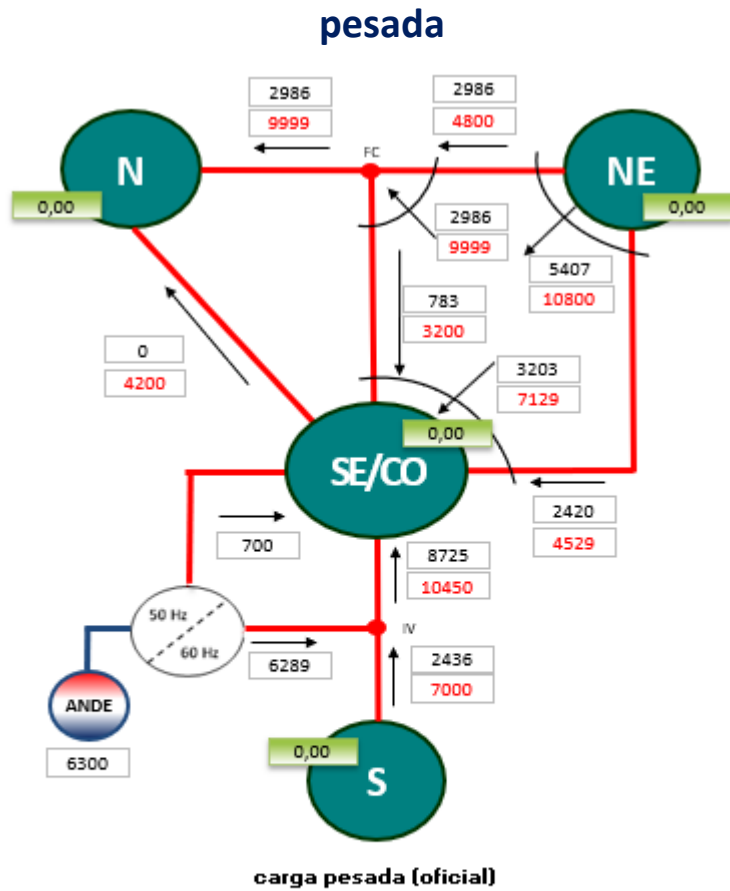 pesada
2986
9999
2986
4800
FC
N
NE
0,00
0,00
2986
9999
5407
10800
783
3200
0
4200
3203
7129
0,00
SE/CO
700
2420
4529
8725
10450
50 Hz
60 Hz
IV
6289
2436
7000
ANDE
6300
0,00
S
carga pesada (oficial)